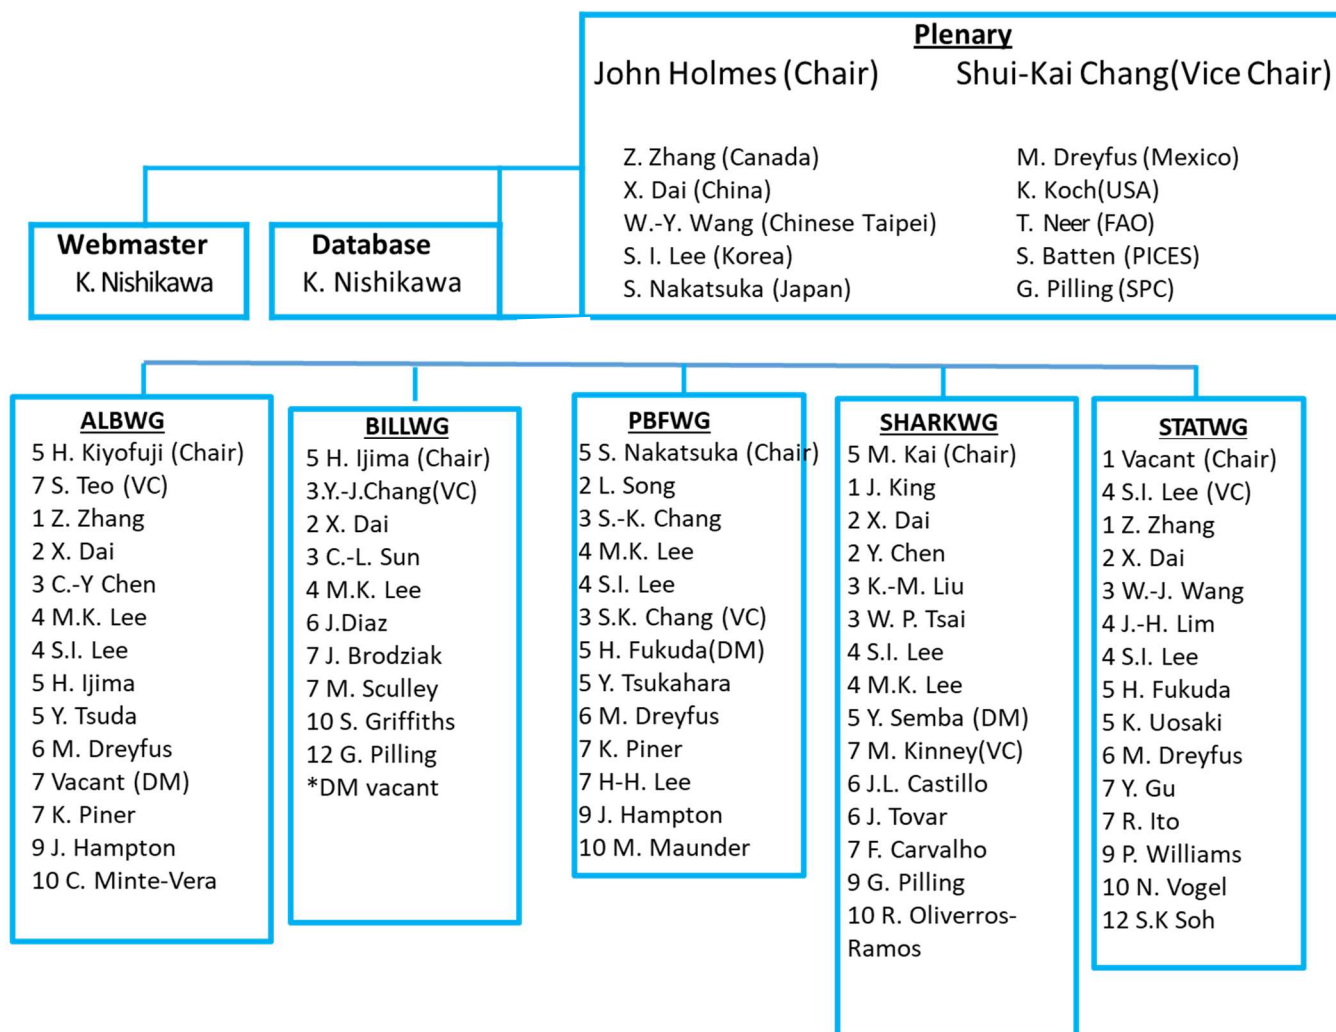 Plenary
John Holmes (Chair)
Shui-Kai Chang(Vice Chair)
Z. Zhang (Canada)
X. Dai (China)
W.-Y. Wang (Chinese Taipei)
S. I. Lee (Korea)
S. Nakatsuka (Japan)
M. Dreyfus (Mexico)
K. Koch(USA)
T. Neer (FAO)
S. Batten (PICES)
G. Pilling (SPC)
Webmaster
K. Nishikawa
Database
K. Nishikawa
ALBWG
5 H. Kiyofuji (Chair)
7 S. Teo (VC)
1 Z. Zhang
2 X. Dai
3 C.-Y Chen
4 M.K. Lee
4 S.I. Lee
5 H. Ijima
5 Y. Tsuda
6 M. Dreyfus
7 Vacant (DM)
7 K. Piner
9 J. Hampton
10 C. Minte-Vera
BILLWG
5 H. Ijima (Chair)
3.Y.-J.Chang(VC)
2 X. Dai
3 C.-L. Sun
4 M.K. Lee
6 J.Diaz
7 J. Brodziak
7 M. Sculley
10 S. Griffiths
12 G. Pilling
*DM vacant
PBFWG
5 S. Nakatsuka (Chair)
2 L. Song
3 S.-K. Chang
4 M.K. Lee
4 S.I. Lee
3 S.K. Chang (VC)
5 H. Fukuda(DM)
5 Y. Tsukahara
6 M. Dreyfus
7 K. Piner
7 H-H. Lee
9 J. Hampton
10 M. Maunder
SHARKWG
5 M. Kai (Chair)
1 J. King
2 X. Dai
2 Y. Chen
3 K.-M. Liu
3 W. P. Tsai
4 S.I. Lee
4 M.K. Lee
5 Y. Semba (DM)
7 M. Kinney(VC)
6 J.L. Castillo
6 J. Tovar
7 F. Carvalho
9 G. Pilling
10 R. Oliverros-
Ramos
STATWG
1 Vacant (Chair)
4 S.I. Lee (VC)
1 Z. Zhang
2 X. Dai
3 W.-J. Wang
4 J.-H. Lim
4 S.I. Lee
5 H. Fukuda
5 K. Uosaki
6 M. Dreyfus
7 Y. Gu
7 R. Ito
9 P. Williams
10 N. Vogel
12 S.K Soh